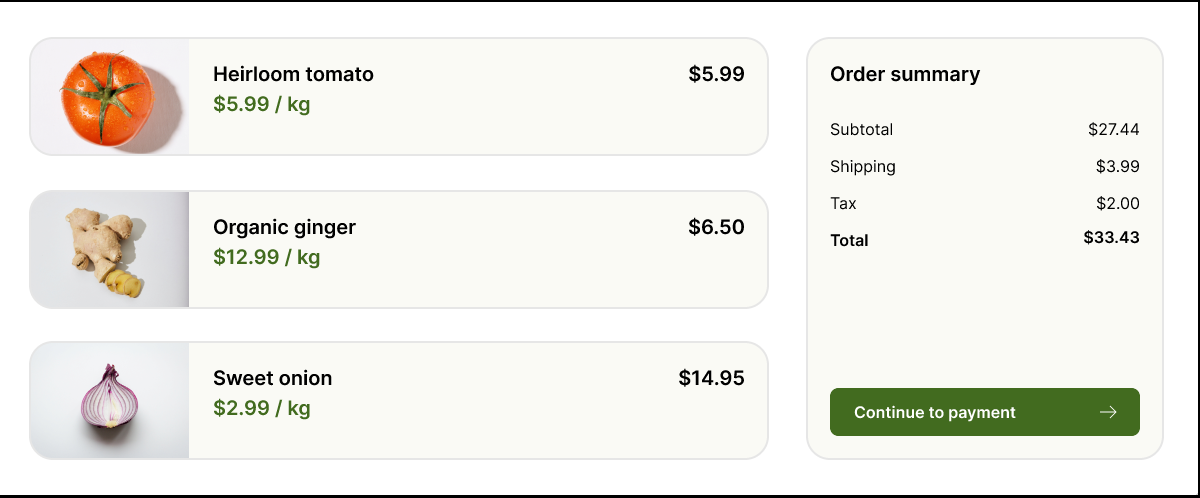 Heirloom tomato $5.99
$5.99 / kg
Organic ginger $6.50
$12.99 / kg
Sweet onion $14.95
$2.99 / kg
Order summary
Subtotal $27.44
Shipping $3.99
Tax $2.00
Total $33.43
Continue to payment